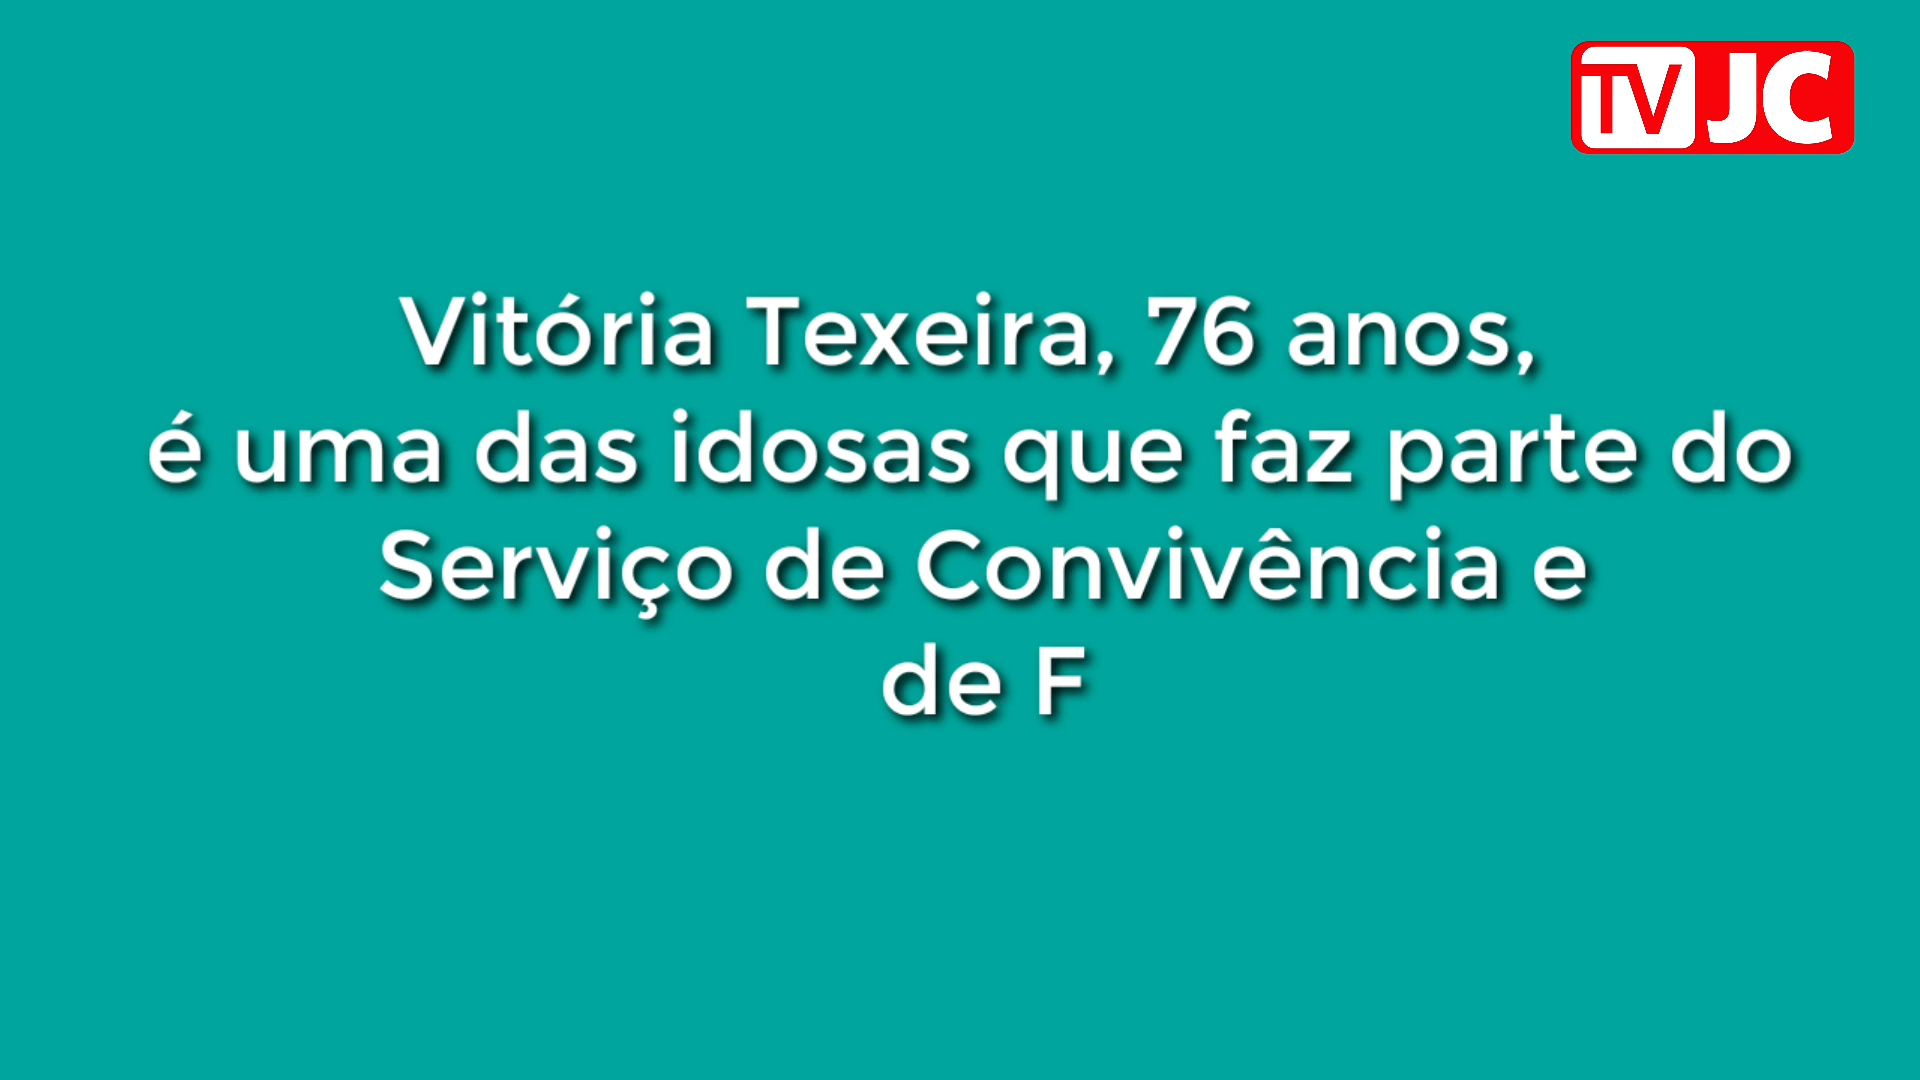 TV JC
Vitória Texeira, 76 anos,
é uma das idosas que faz parte do
Serviço de Convivência e
de F